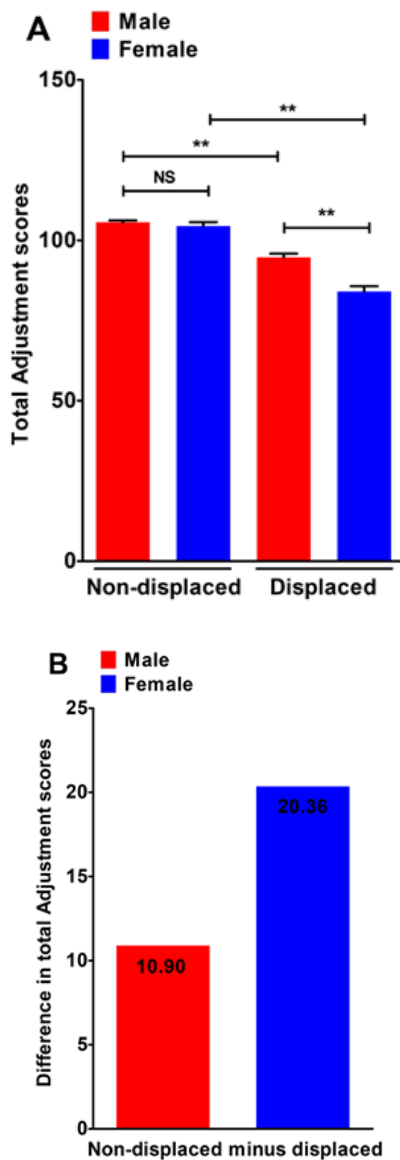 A
Male
Female
Total Adjustment scores
150
100
50
0
**
**
NS
**
Non-displaced
Displaced
B
Male
Female
Difference in total Adjustment scores
25
20
15
10
5
0
20.36
10.90
Non-displaced minus displaced